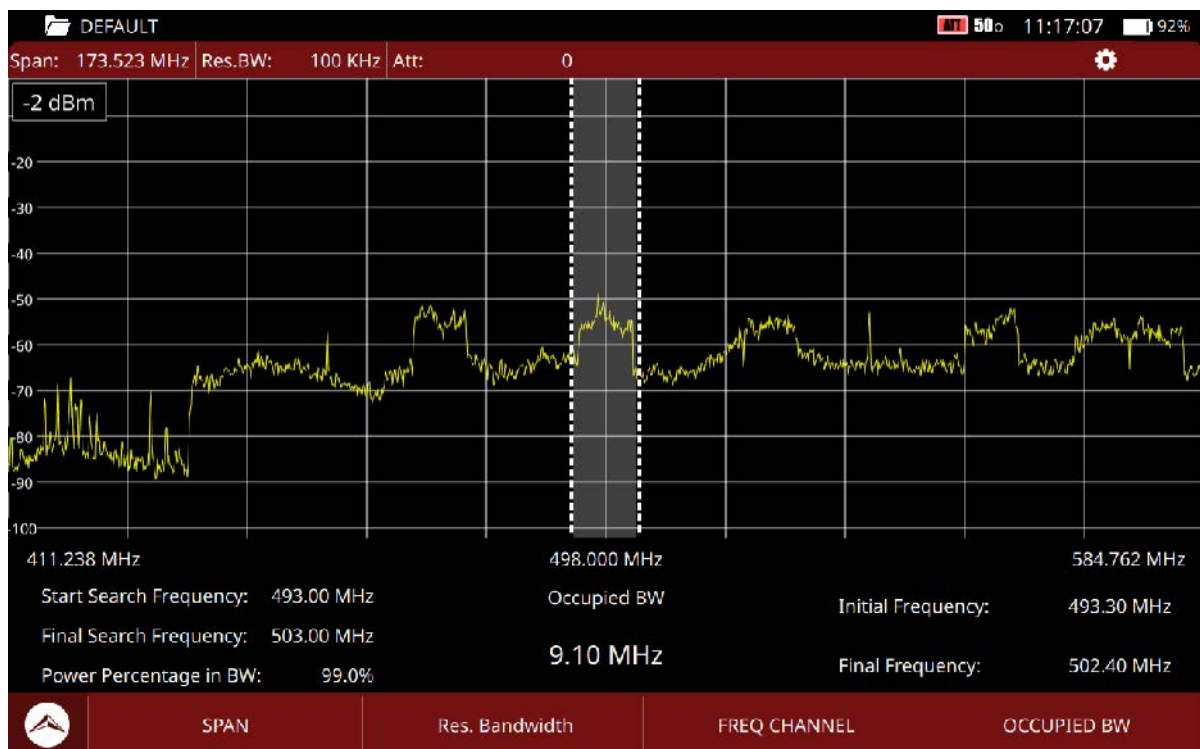 DEFAULT ATT 50Ω 11:17:07 92%
Span: 173.523 MHz Res.BW: 100 KHz Att: 0
-2 dBm
-20
-30
-40
-50
-60
-70
-80
-90
-100
411.238 MHz 498.000 MHz 584.762 MHz
Start Search Frequency: 493.00 MHz Occupied BW Initial Frequency: 493.30 MHz
Final Search Frequency: 503.00 MHz
9.10 MHz Final Frequency: 502.40 MHz
Power Percentage in BW: 99.0%
SPAN Res. Bandwidth FREQ CHANNEL OCCUPIED BW